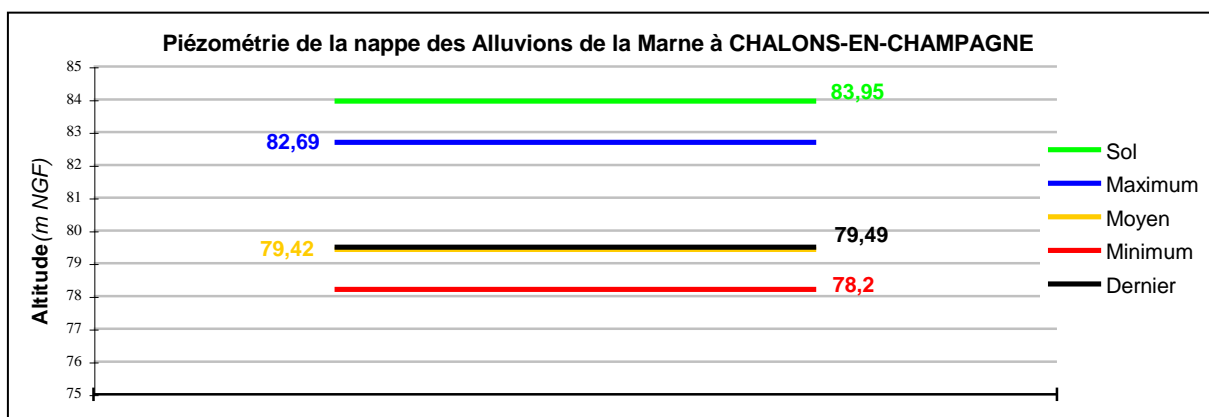 Piézométrie de la nappe des Alluvions de la Marne à CHALONS-EN-CHAMPAGNE
Altitude (m NGF)
85
84
83
82
81
80
79
78
77
76
75
83,95
82,69
79,42
79,49
78,2
Sol
Maximum
Moyen
Minimum
Dernier